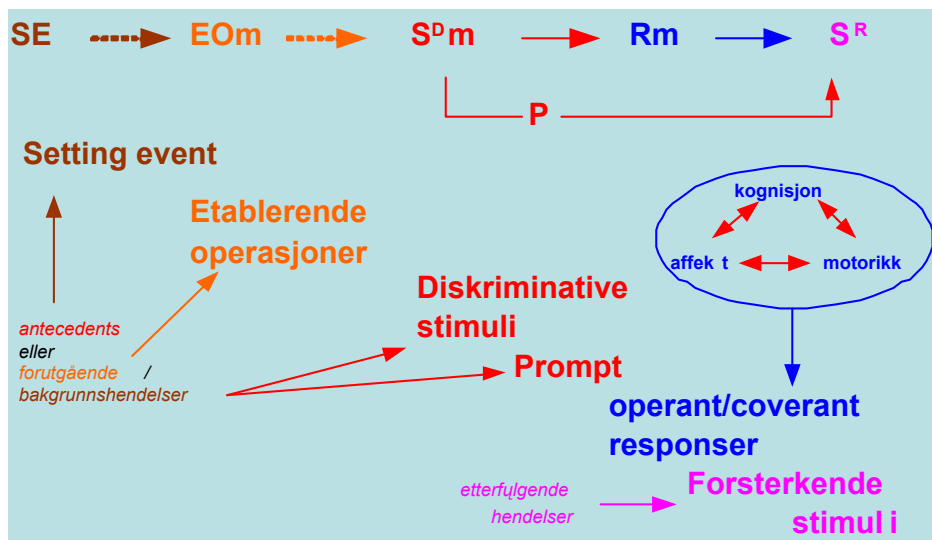 SE EOm Sᴰm Rm Sᴿ
P
Setting event
kognisjon
affek t motorikk
Etablerende
operasjoner
Diskriminative
stimuli
Prompt
antecedents
eller
forutgående /
bakgrunnshendelser
operant/covert
responser
etterfųlgende
hendelser
Forsterkende
stimul i